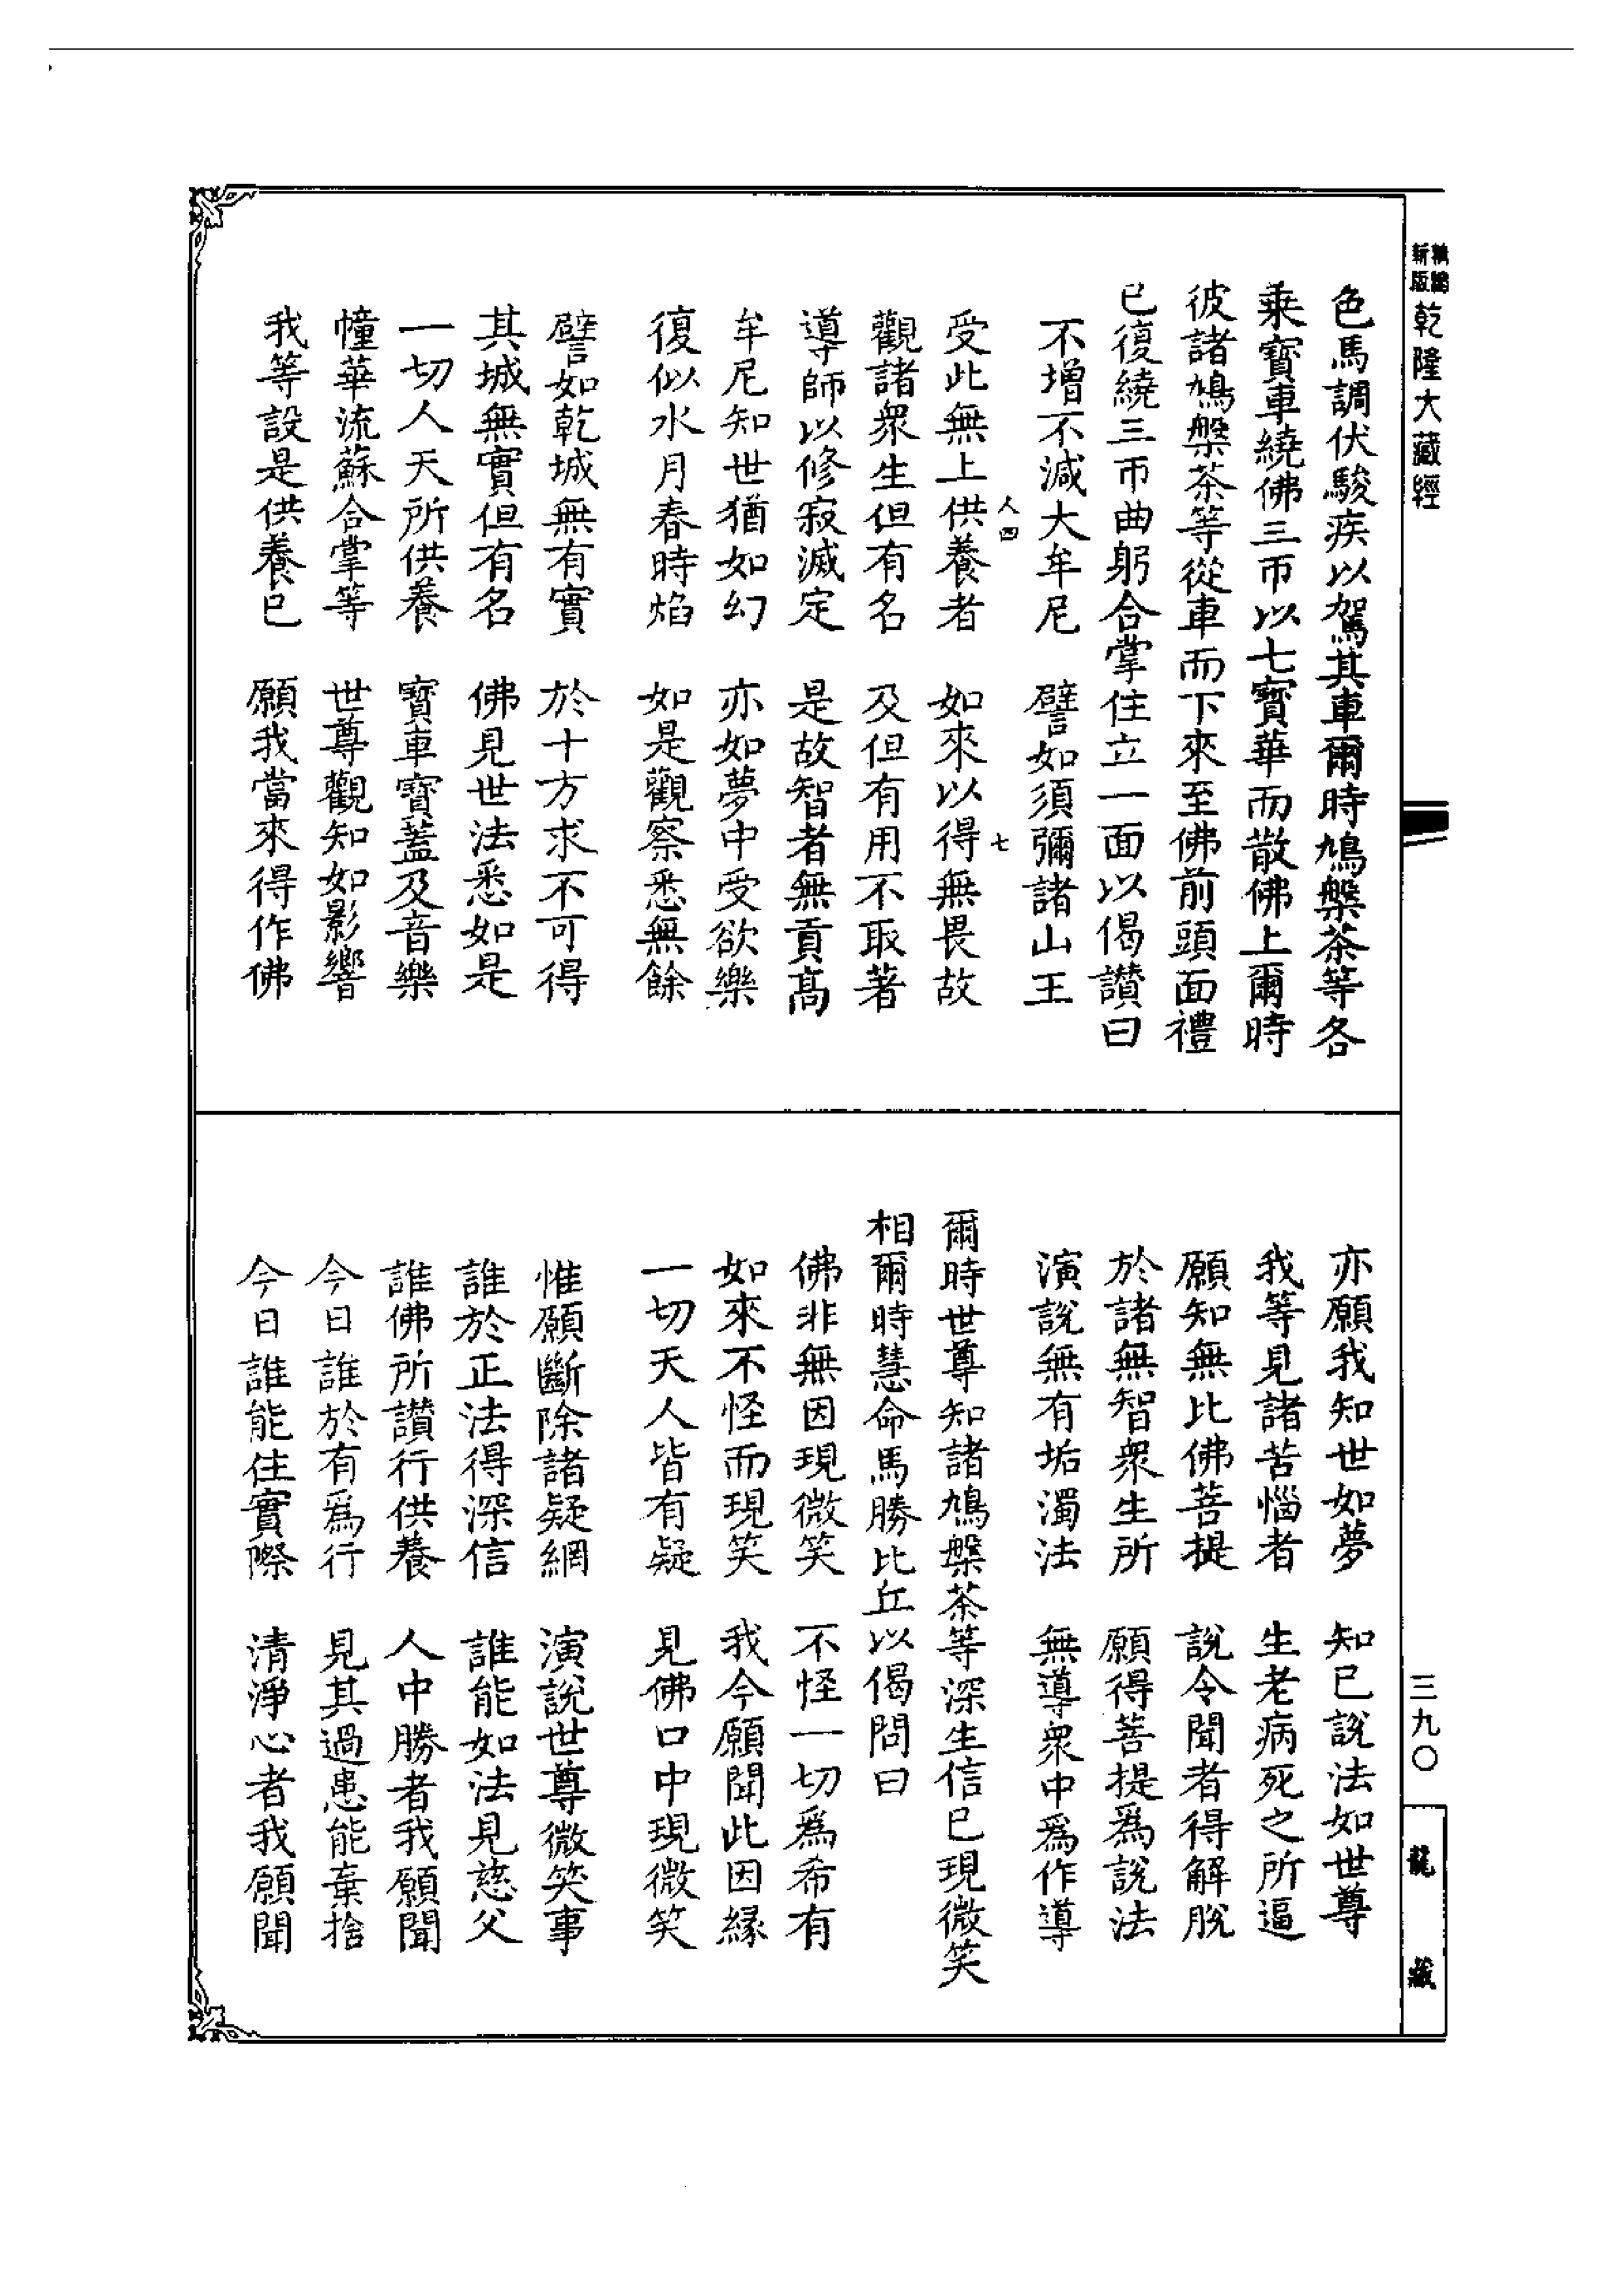 精鐫新版
乾隆大藏經
色馬調伏駿疾以駕其車爾時鳩槃茶等各
乘寶車繞佛三帀以七寶華而散佛上爾時
彼諸鳩槃茶等從車而下來至佛前頭面禮
已復繞三帀曲躬合掌住立一面以偈讚曰
不增不減大牟尼　譬如須彌諸山王
人四　七
受此無上供養者　如來以得無畏故
觀諸衆生但有名　及但有用不取著
導師以修寂滅定　是故智者無貢高
牟尼知世猶如幻　亦如夢中受欲樂
復似水月春時焰　如是觀察悉無餘
譬如乾城無有實　於十方求不可得
其城無實但有名　佛見世法悉如是
一切人天所供養　寶車寶蓋及音樂
幢華流蘇合掌等　世尊觀知如影響
我等設是供養已　願我當來得作佛
亦願我知世如夢　知已說法如世尊
我等見諸苦惱者　生老病死之所逼
願知無比佛菩提　說令聞者得解脫
於諸無智衆生所　願得菩提爲說法
演說無有垢濁法　無導衆中爲作導
爾時世尊知諸鳩槃茶等深生信已現微笑
相爾時慧命馬勝比丘以偈問曰
佛非無因現微笑　不怪一切爲希有
如來不怪而現笑　我今願聞此因緣
一切天人皆有疑　見佛口中現微笑
惟願斷除諸疑網　演說世尊微笑事
誰於正法得深信　誰能如法見慈父
誰佛所讚行供養　人中勝者我願聞
今日誰於有爲行　見其過患能棄捨
今日誰能住實際　清淨心者我願聞
三九〇
龍藏